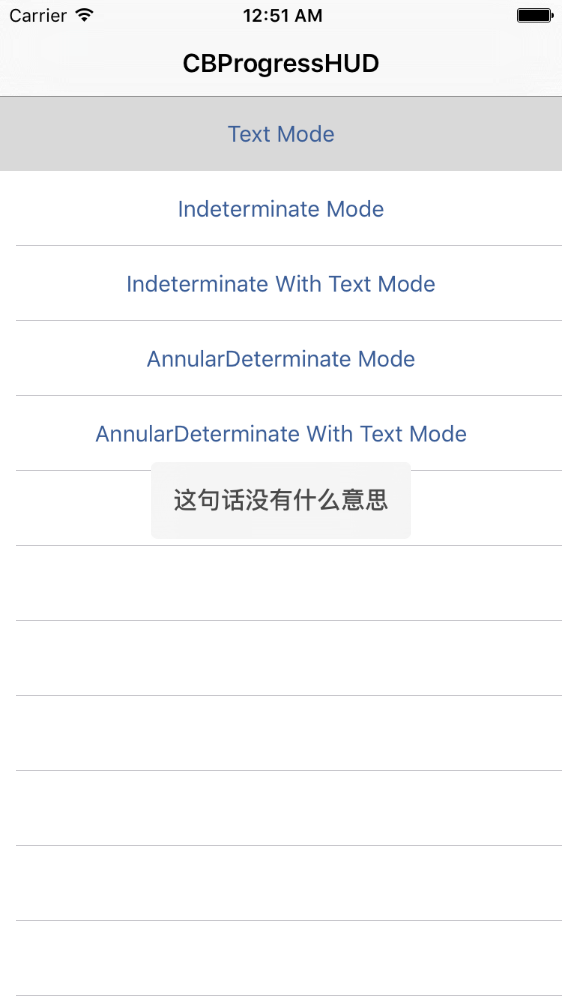 Carrier 12:51 AM
CBProgressHUD
Text Mode
Indeterminate Mode
Indeterminate With Text Mode
AnnularDeterminate Mode
AnnularDeterminate With Text Mode
这句话没有什么意思